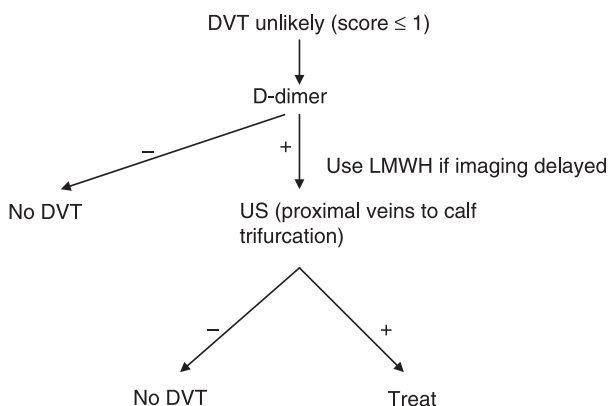 DVT unlikely (score ≤ 1)
D-dimer
−
+
Use LMWH if imaging delayed
No DVT
US (proximal veins to calf
trifurcation)
−
+
No DVT
Treat